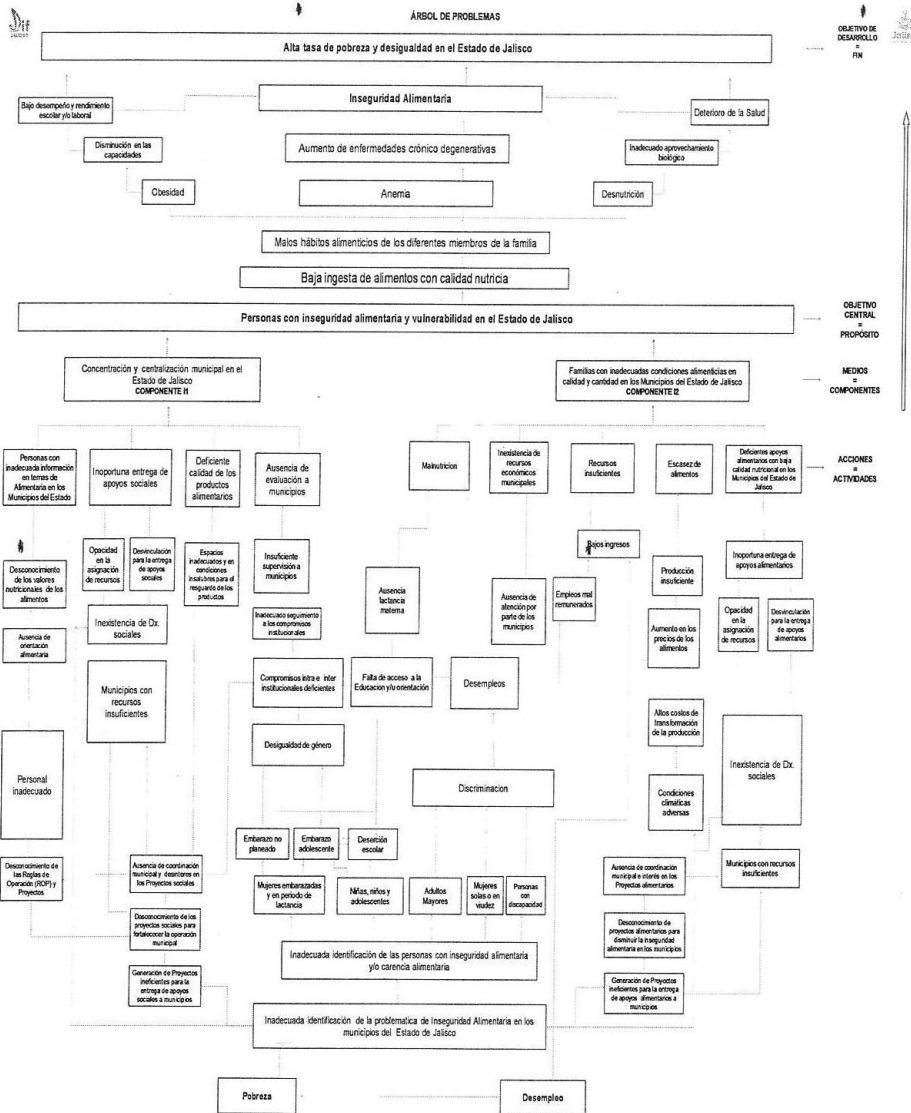 ÁRBOL DE PROBLEMAS
Dif
JALISCO
Jalisco
OBJETIVO DE
DESARROLLO
=
FIN
Alta tasa de pobreza y desigualdad en el Estado de Jalisco
Bajo desempeño y rendimiento
escolar y/o laboral
Inseguridad Alimentaria
Deterioro de la Salud
Disminución en las
capacidades
Aumento de enfermedades crónico degenerativas
Inadecuado aprovechamiento
biológico
Obesidad
Anemia
Desnutrición
Malos hábitos alimenticios de los diferentes miembros de la familia
Baja ingesta de alimentos con calidad nutricia
Personas con inseguridad alimentaria y vulnerabilidad en el Estado de Jalisco
OBJETIVO
CENTRAL
=
PROPÓSITO
Concentración y centralización municipal en el
Estado de Jalisco
COMPONENTE I1
Familias con inadecuadas condiciones alimenticias en
calidad y cantidad en los Municipios del Estado de Jalisco
COMPONENTE I2
MEDIOS
=
COMPONENTES
Personas con
inadecuada información
en temas de
Alimentaria en los
Municipios del Estado
Inoportuna entrega de
apoyos sociales
Deficiente
calidad de los
productos
alimentarios
Ausencia de
evaluación a
municipios
Malnutricion
Inexistencia de
recursos
económicos
municipales
Recursos
insuficientes
Escasez de
alimentos
Deficientes apoyos
alimentarios con baja
calidad nutricional en los
Municipios del Estado de
Jalisco
ACCIONES
=
ACTIVIDADES
Desconocimiento
de los valores
nutricionales de los
alimentos
Opacidad
en la
asignación
de recursos
Desvinculación
para la entrega
de apoyos
sociales
Espacios
inadecuados y en
condiciones
insalubres para el
resguardo de los
productos
Insuficiente
supervisión a
municipios
Ausencia
lactancia
materna
Ausencia de
atención por
parte de los
municipios
Bajos ingresos
Empleos mal
remunerados
Producción
insuficiente
Inoportuna entrega de
apoyos alimentarios
Ausencia de
orientación
alimentaria
Inexistencia de Dx.
sociales
Inadecuado seguimiento
a los compromisos
institucionales
Aumento en los
precios de los
alimentos
Opacidad
en la
asignación
de recursos
Desvinculación
para la entrega
de apoyos
alimentarios
Municipios con
recursos
insuficientes
Compromisos intra e inter
institucionales deficientes
Falta de acceso a la
Educacion y/u orientación
Desempleos
Altos costos de
transformación
de la producción
Personal
inadecuado
Desigualdad de género
Discriminacion
Condiciones
climáticas
adversas
Inexistencia de Dx.
sociales
Embarazo no
planeado
Embarazo
adolescente
Deserción
escolar
Desconocimiento de
las Reglas de
Operación (ROP) y
Proyectos
Ausencia de coordinación
municipal y desinteres en
los Proyectos sociales
Mujeres embarazadas
y en periodo de
lactancia
Niñas, niños y
adolescentes
Adultos
Mayores
Mujeres
solas o en
viudez
Personas
con
discapacidad
Ausencia de coordinación
municipal e interés en los
Proyectos alimentarios
Municipios con recursos
insuficientes
Desconocimiento de los
proyectos sociales para
fortalecer la operación
municipal
Inadecuada identificación de las personas con inseguridad alimentaria
y/o carencia alimentaria
Desconocimiento de
proyectos alimentarios para
disminuir la inseguridad
alimentaria en los municipios
Generación de Proyectos
ineficientes para la
entrega de apoyos
sociales a municipios
Inadecuada identificación de la problematica de Inseguridad Alimentaria en los
municipios del Estado de Jalisco
Generación de Proyectos
ineficientes para la entrega
de apoyos alimentarios a
municipios
Pobreza
Desempleo